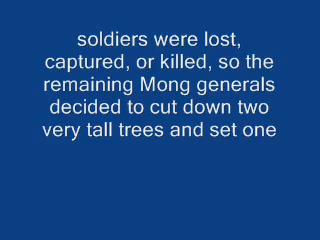 soldiers were lost,
captured, or killed, so the
remaining Mong generals
decided to cut down two
very tall trees and set one